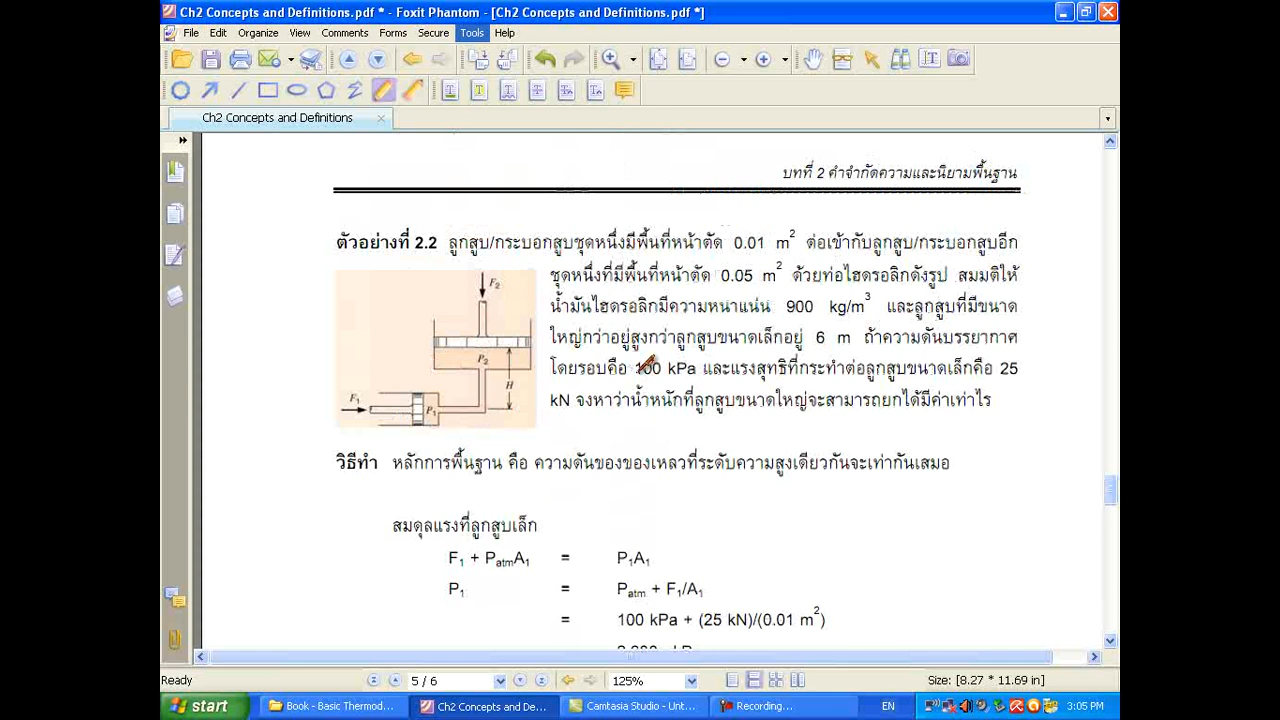 Ch2 Concepts and Definitions.pdf * - Foxit Phantom - [Ch2 Concepts and Definitions.pdf *]
File Edit Organize View Comments Forms Secure Tools Help
Ch2 Concepts and Definitions
บทที่ 2 คำจำกัดความและนิยามพื้นฐาน
ตัวอย่างที่ 2.2 ลูกสูบ/กระบอกสูบชุดหนึ่งมีพื้นที่หน้าตัด 0.01 m2 ต่อเข้ากับลูกสูบ/กระบอกสูบอีก
ชุดหนึ่งที่มีพื้นที่หน้าตัด 0.05 m2 ด้วยท่อไฮดรอลิกดังรูป สมมติให้
น้ำมันไฮดรอลิกมีความหนาแน่น 900 kg/m3 และลูกสูบที่มีขนาด
ใหญ่กว่าอยู่สูงกว่าลูกสูบขนาดเล็กอยู่ 6 m ถ้าความดันบรรยากาศ
โดยรอบคือ 100 kPa และแรงสุทธิที่กระทำต่อลูกสูบขนาดเล็กคือ 25
kN จงหาว่าน้ำหนักที่ลูกสูบขนาดใหญ่จะสามารถยกได้มีค่าเท่าไร
F2
P2
H
F1
P1
วิธีทำ หลักการพื้นฐาน คือ ความดันของของเหลวที่ระดับความสูงเดียวกันจะเท่ากันเสมอ
สมดุลแรงที่ลูกสูบเล็ก
F1 + PatmA1 = P1A1
P1 = Patm + F1/A1
= 100 kPa + (25 kN)/(0.01 m2)
Ready 5 / 6 125% Size: [8.27 * 11.69 in]
start Book - Basic Thermod... Ch2 Concepts and De... Camtasia Studio - Unt... Recording... EN 3:05 PM